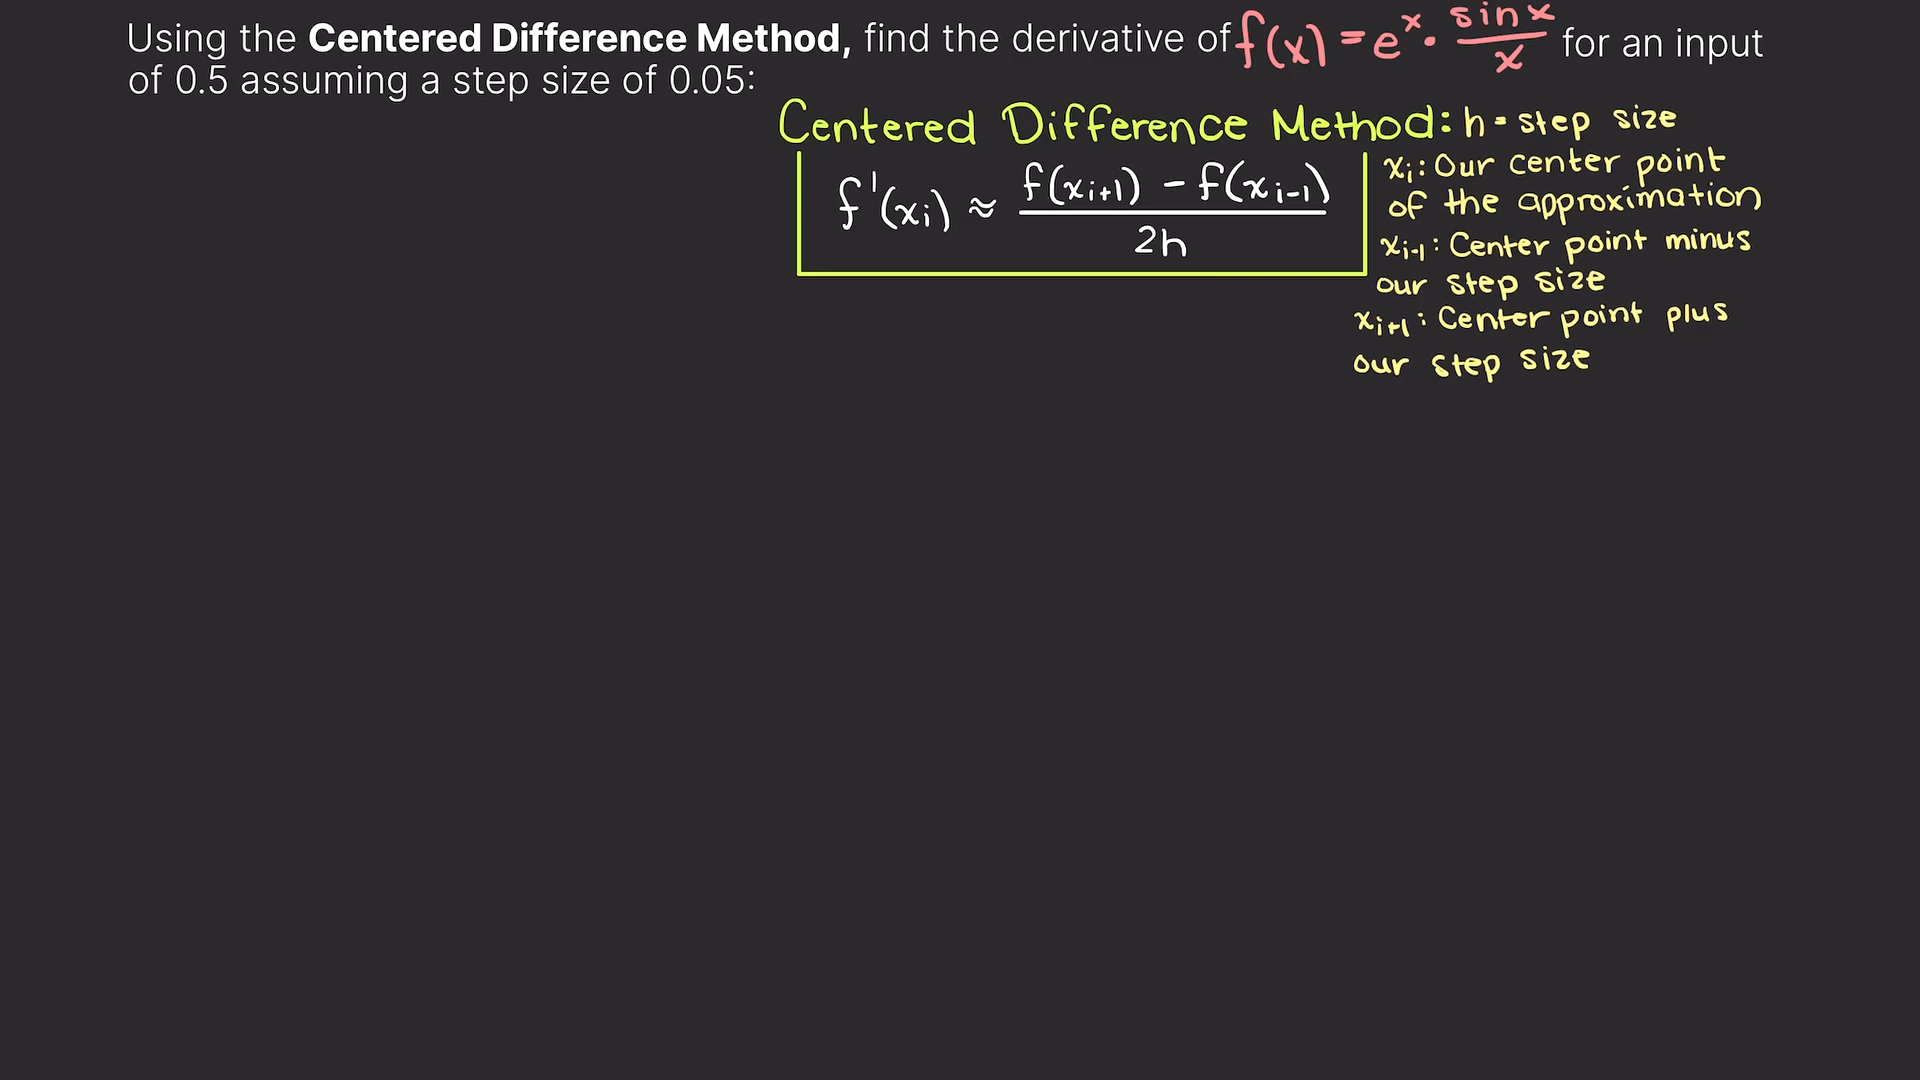 Using the Centered Difference Method, find the derivative of f(x) = eˣ · sin x / x for an input
of 0.5 assuming a step size of 0.05:
Centered Difference Method: h = step size
f'(xᵢ) ≈ f(xᵢ₊₁) - f(xᵢ₋₁) / 2h
xᵢ: Our center point
of the approximation
xᵢ₋₁: Center point minus
our step size
xᵢ₊₁: Center point plus
our step size